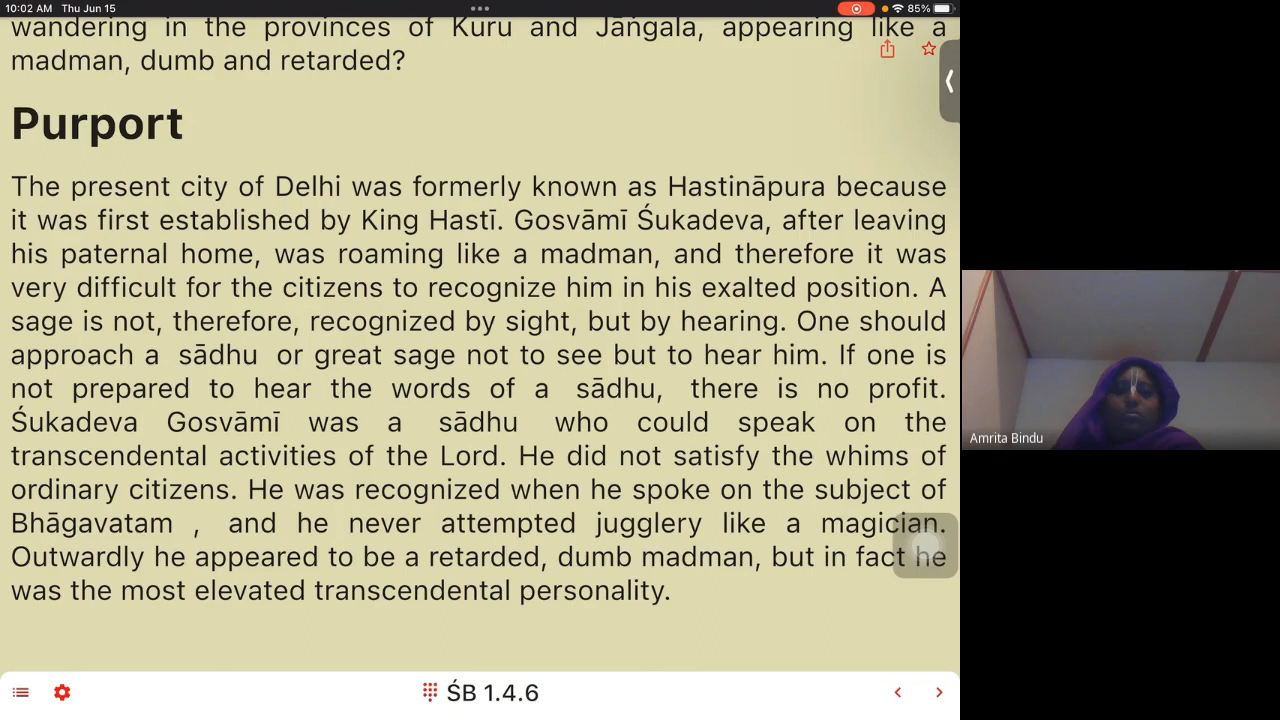 10:02 AM Thu Jun 15
85%
wandering in the provinces of Kuru and Jāṅgala, appearing like a
madman, dumb and retarded?
Purport
The present city of Delhi was formerly known as Hastināpura because
it was first established by King Hastī. Gosvāmī Śukadeva, after leaving
his paternal home, was roaming like a madman, and therefore it was
very difficult for the citizens to recognize him in his exalted position. A
sage is not, therefore, recognized by sight, but by hearing. One should
approach a sādhu or great sage not to see but to hear him. If one is
not prepared to hear the words of a sādhu, there is no profit.
Śukadeva Gosvāmī was a sādhu who could speak on the
transcendental activities of the Lord. He did not satisfy the whims of
ordinary citizens. He was recognized when he spoke on the subject of
Bhāgavatam , and he never attempted jugglery like a magician.
Outwardly he appeared to be a retarded, dumb madman, but in fact he
was the most elevated transcendental personality.
ŚB 1.4.6
Amrita Bindu